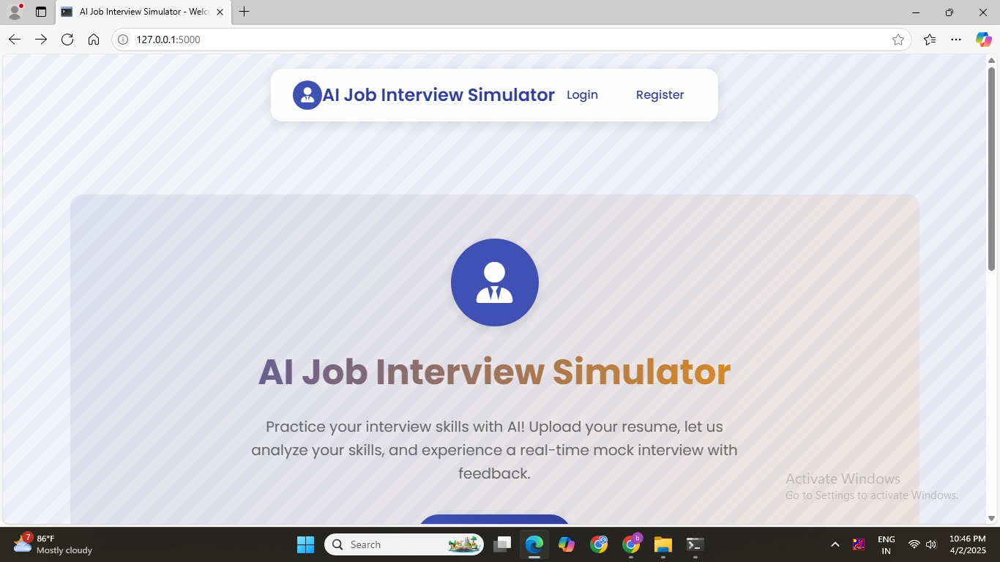 AI Job Interview Simulator - Welc
127.0.0.1:5000
AI Job Interview Simulator Login Register
AI Job Interview Simulator
Practice your interview skills with AI! Upload your resume, let us
analyze your skills, and experience a real-time mock interview with
feedback.
Activate Windows
Go to Settings to activate Windows.
7
86°F
Mostly cloudy
Search
b
ENG
IN
10:46 PM
4/2/2025